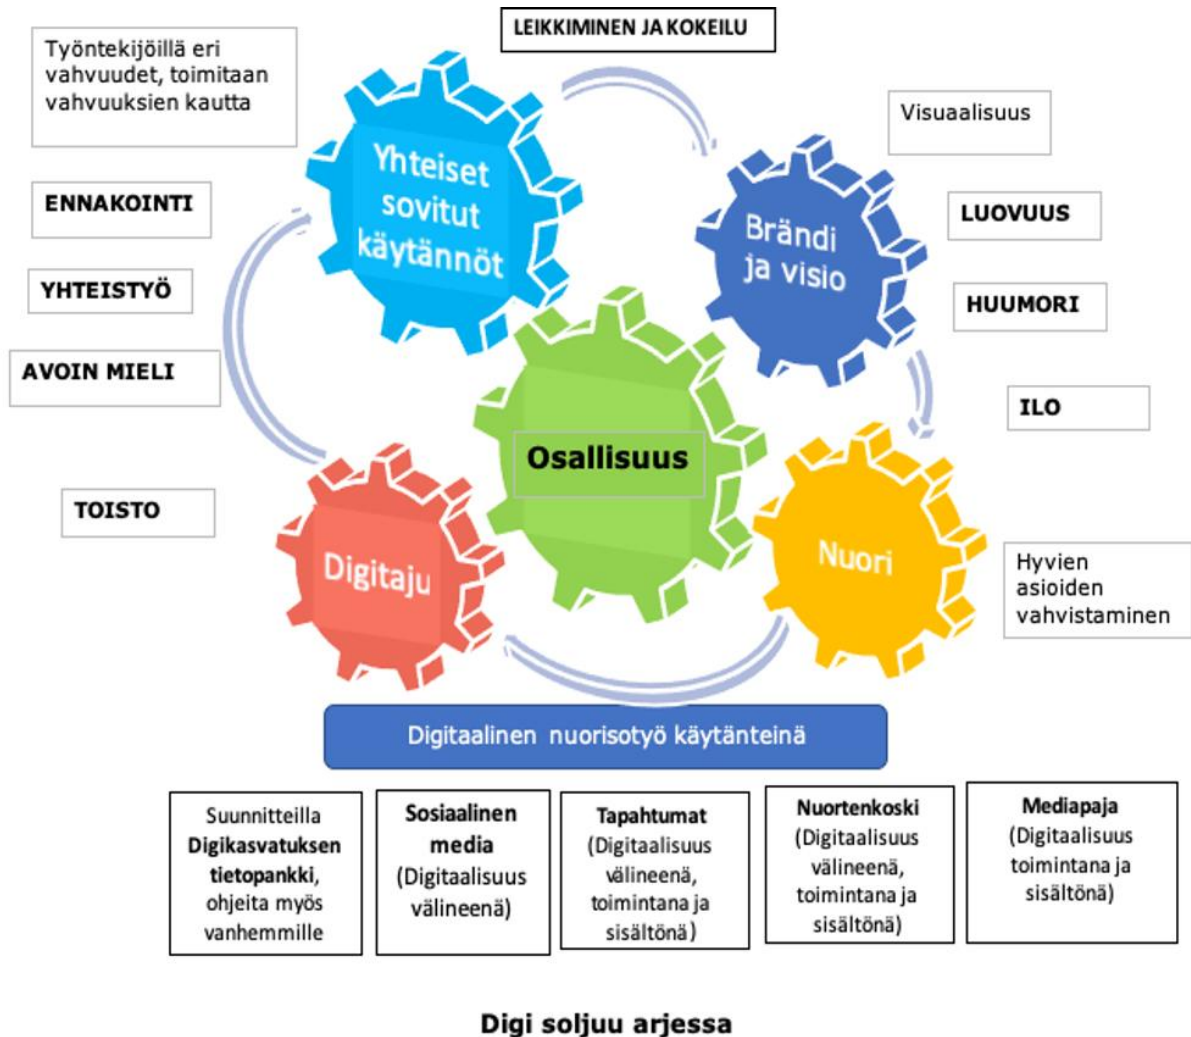 LEIKKIMINEN JA KOKEILU
Työntekijöillä eri
vahvuudet, toimitaan
vahvuuksien kautta
ENNAKOINTI
YHTEISTYÖ
AVOIN MIELI
TOISTO
Yhteiset
sovitut
käytännöt
Brändi
ja visio
Visuaalisuus
LUOVUUS
HUUMORI
ILO
Osallisuus
Digitaju
Nuori
Hyvien
asioiden
vahvistaminen
Digitaalinen nuorisotyö käytänteinä
Suunnitteilla
Digikasvatuksen
tietopankki,
ohjeita myös
vanhemmille
Sosiaalinen
media
(Digitaalisuus
välineenä)
Tapahtumat
(Digitaalisuus
välineenä,
toimintana ja
sisältönä)
Nuortenkoski
(Digitaalisuus
välineenä,
toimintana ja
sisältönä)
Mediapaja
(Digitaalisuus
toimintana ja
sisältönä)
Digi soljuu arjessa